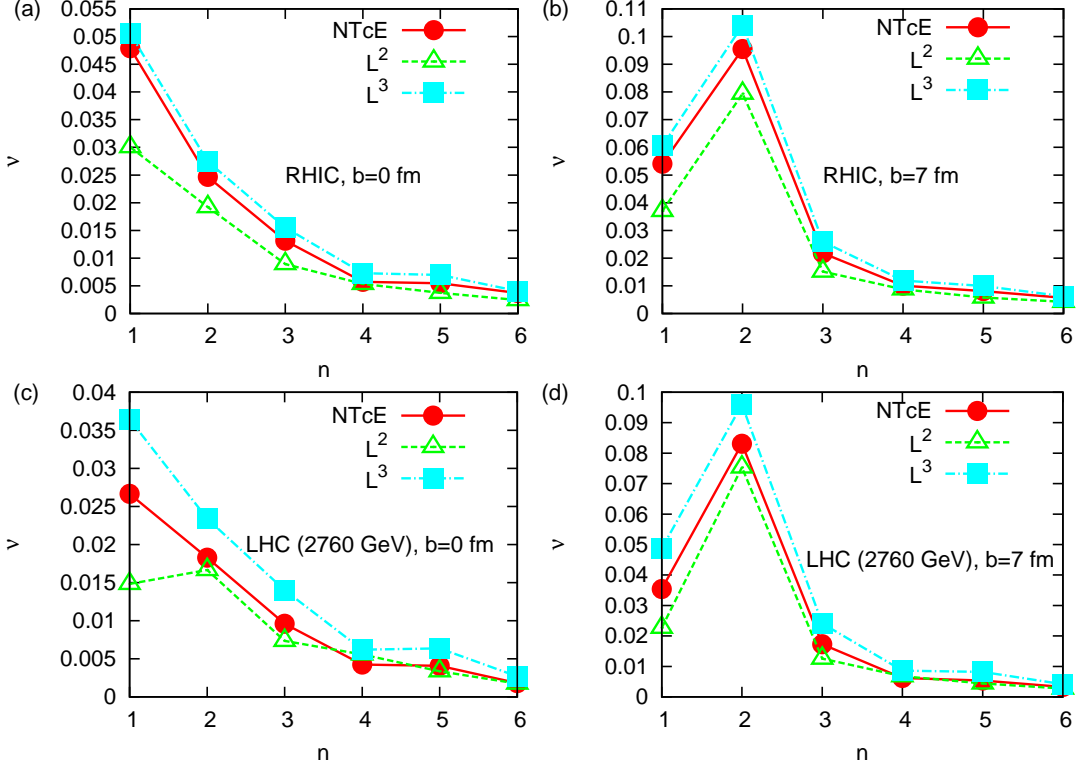 (a)
0.055
0.05
0.045
0.04
0.035
0.03
0.025
0.02
0.015
0.01
0.005
0
ν
NTcE
L²
L³
RHIC, b=0 fm
1 2 3 4 5 6
n
(b)
0.11
0.1
0.09
0.08
0.07
0.06
0.05
0.04
0.03
0.02
0.01
0
ν
NTcE
L²
L³
RHIC, b=7 fm
1 2 3 4 5 6
n
(c)
0.04
0.035
0.03
0.025
0.02
0.015
0.01
0.005
0
ν
NTcE
L²
L³
LHC (2760 GeV), b=0 fm
1 2 3 4 5 6
n
(d)
0.1
0.09
0.08
0.07
0.06
0.05
0.04
0.03
0.02
0.01
0
ν
NTcE
L²
L³
LHC (2760 GeV), b=7 fm
1 2 3 4 5 6
n